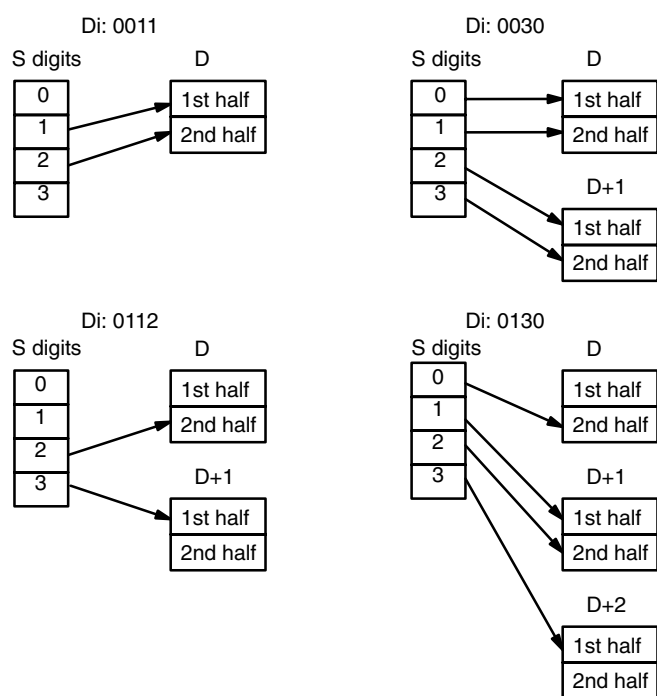 Di: 0011
S digits D
0
1
2
3
1st half
2nd half
Di: 0030
S digits D
0
1
2
3
1st half
2nd half
D+1
1st half
2nd half
Di: 0112
S digits D
0
1
2
3
1st half
2nd half
D+1
1st half
2nd half
Di: 0130
S digits D
0
1
2
3
1st half
2nd half
D+1
1st half
2nd half
D+2
1st half
2nd half